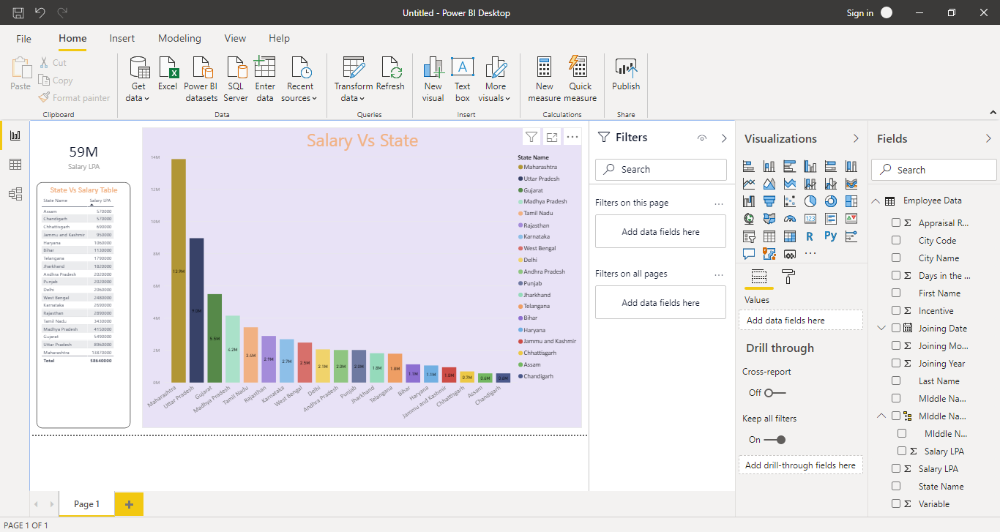 Untitled - Power BI Desktop
Sign in
File Home Insert Modeling View Help
Paste
Cut
Copy
Format painter
Clipboard
Get data
Excel
Power BI datasets
SQL Server
Enter data
Recent sources
Data
Transform data
Refresh
Queries
New visual
Text box
More visuals
Insert
New measure
Quick measure
Calculations
Publish
Share
59M
Salary LPA
State Vs Salary Table
State Name Salary LPA
Assam 570000
Chandigarh 570000
Chhattisgarh 690000
Jammu and Kashmir 950000
Haryana 1060000
Bihar 1130000
Telangana 1790000
Jharkhand 1820000
Andhra Pradesh 2020000
Punjab 2020000
Delhi 2060000
West Bengal 2480000
Karnataka 2690000
Rajasthan 2890000
Tamil Nadu 3430000
Madhya Pradesh 4150000
Gujarat 5490000
Uttar Pradesh 8960000
Maharashtra 13870000
Total 58640000
Salary Vs State
14M
12M
10M
8M
6M
4M
2M
0M
13.9M
9.0M
5.5M
4.2M
3.4M
2.9M
2.7M
2.5M
2.1M
2.0M
2.0M
1.8M
1.8M
1.1M
1.1M
1.0M
0.7M
0.6M
0.6M
Maharashtra
Uttar Pradesh
Gujarat
Madhya Pradesh
Tamil Nadu
Rajasthan
Karnataka
West Bengal
Delhi
Andhra Pradesh
Punjab
Jharkhand
Telangana
Bihar
Haryana
Jammu and Kashmir
Chhattisgarh
Assam
Chandigarh
State Name
Maharashtra
Uttar Pradesh
Gujarat
Madhya Pradesh
Tamil Nadu
Rajasthan
Karnataka
West Bengal
Delhi
Andhra Pradesh
Punjab
Jharkhand
Telangana
Bihar
Haryana
Jammu and Kashmir
Chhattisgarh
Assam
Chandigarh
Filters
Search
Filters on this page
Add data fields here
Filters on all pages
Add data fields here
Visualizations
123
R
Py
Values
Add data fields here
Drill through
Cross-report
Off
Keep all filters
On
Add drill-through fields here
Fields
Search
Employee Data
Appraisal R...
City Code
City Name
Days in the ...
First Name
Incentive
Joining Date
Joining Mo...
Joining Year
Last Name
MIddle Na...
MIddle Na...
MIddle N...
Salary LPA
Salary LPA
State Name
Variable
Page 1
PAGE 1 OF 1